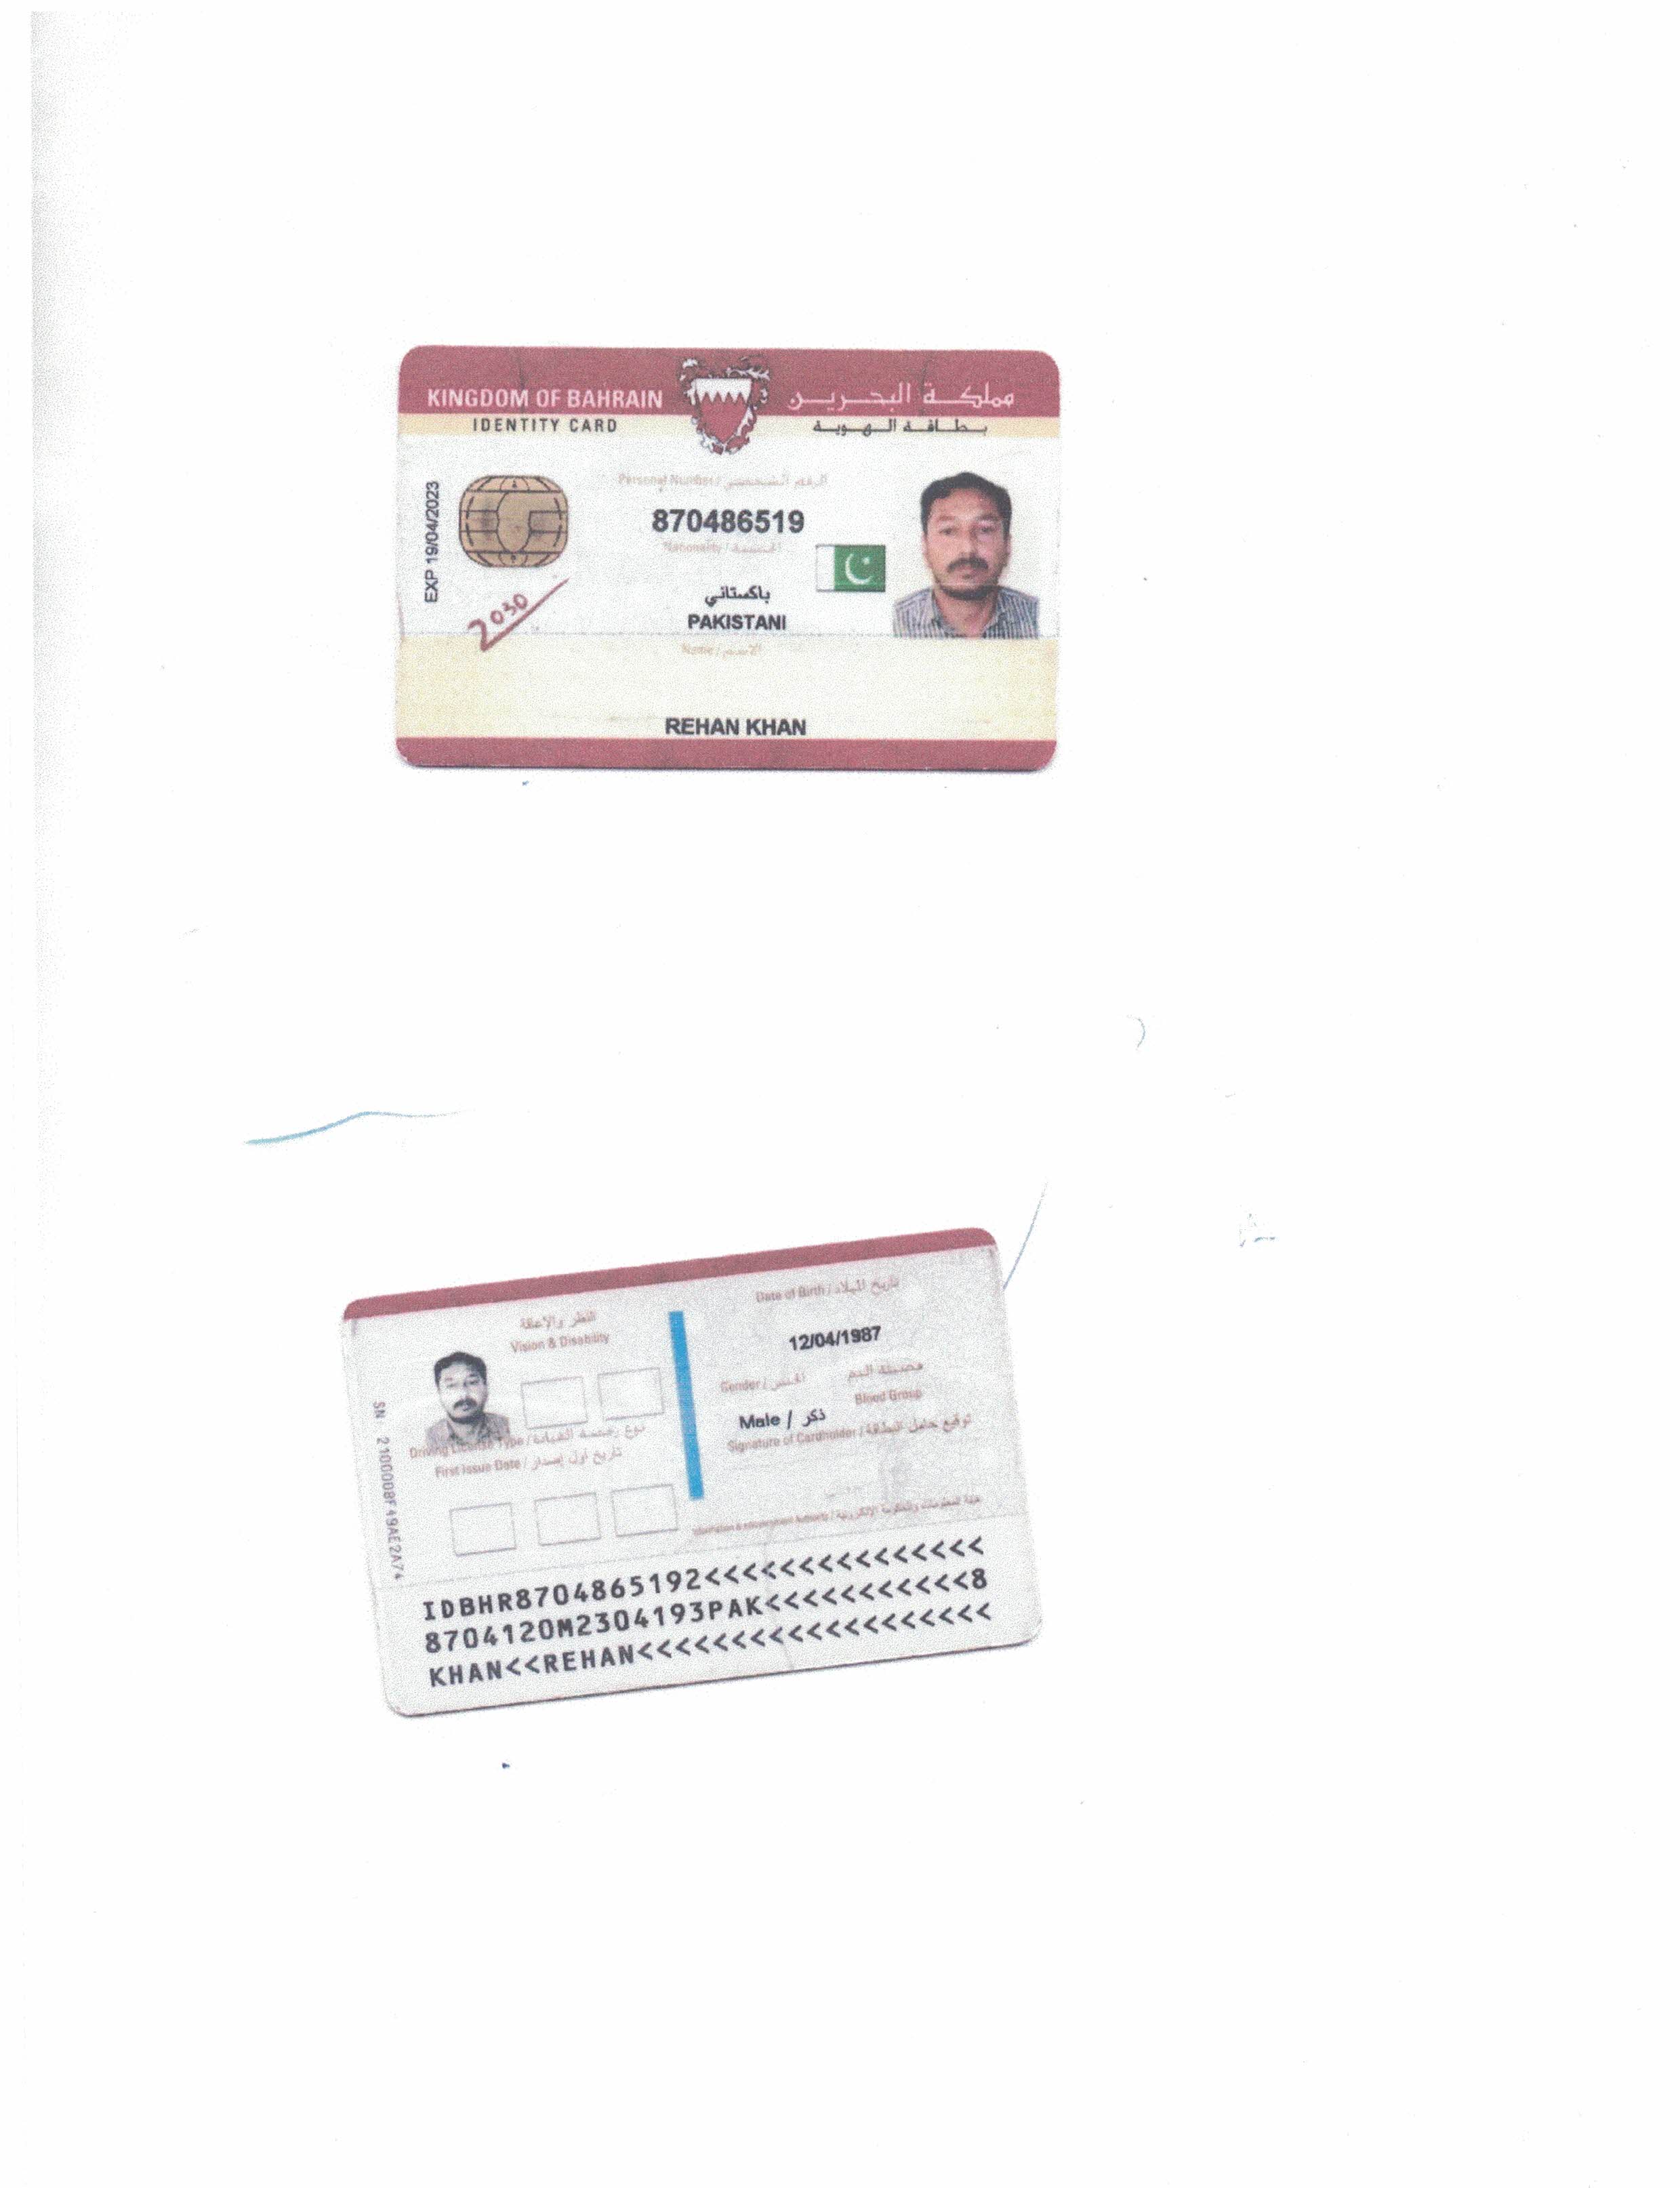 KINGDOM OF BAHRAIN مملكة البحرين
IDENTITY CARD بطاقة الهوية
Personal Number / الرقم الشخصي
870486519
Nationality / الجنسية
EXP 19/04/2023
2030
باكستاني
PAKISTANI
Name / الاسم
REHAN KHAN
تاريخ الميلاد / Date of Birth
12/04/1987
النظر والإعاقة
Vision & Disability
Gender / الجنس
فصيلة الدم
Blood Group
Male / ذكر
Signature of Cardholder / توقيع حامل البطاقة
Driving License Type / نوع رخصة القيادة
First Issue Date / تاريخ أول إصدار
Information & eGovernment Authority / هيئة المعلومات والحكومة الإلكترونية
SN: 2100008F49AE2A74
IDBHR8704865192<<<<<<<<<<<<<<<
8704120M2304193PAK<<<<<<<<<<<8
KHAN<<REHAN<<<<<<<<<<<<<<<<<<<